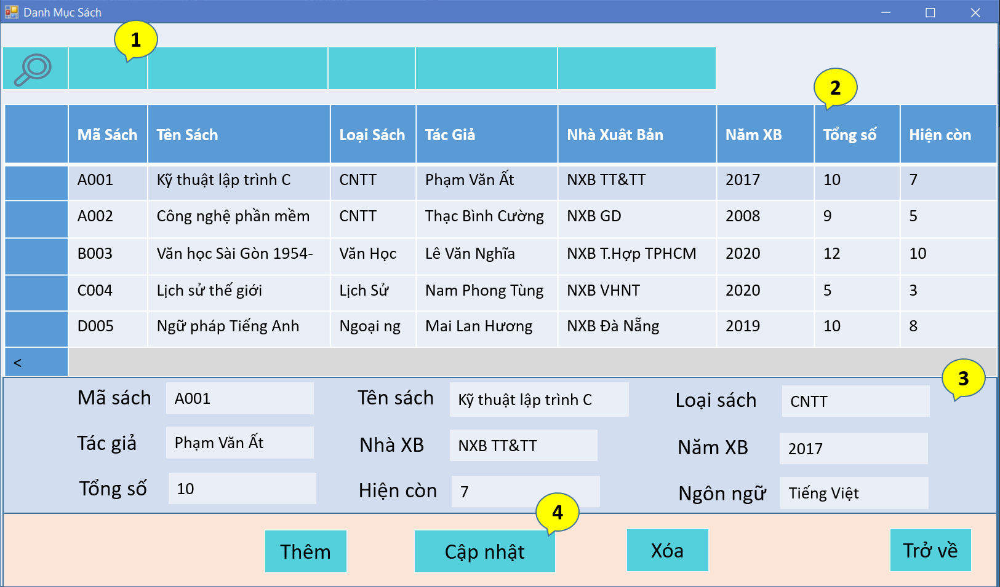 Danh Mục Sách
1
2
Mã Sách Tên Sách Loại Sách Tác Giả Nhà Xuât Bản Năm XB Tổng số Hiện còn
A001 Kỹ thuật lập trình C CNTT Phạm Văn Ất NXB TT&TT 2017 10 7
A002 Công nghệ phần mềm CNTT Thạc Bình Cường NXB GD 2008 9 5
B003 Văn học Sài Gòn 1954- Văn Học Lê Văn Nghĩa NXB T.Hợp TPHCM 2020 12 10
C004 Lịch sử thế giới Lịch Sử Nam Phong Tùng NXB VHNT 2020 5 3
D005 Ngữ pháp Tiếng Anh Ngoại ng Mai Lan Hương NXB Đà Nẵng 2019 10 8
<
3
Mã sách A001 Tên sách Kỹ thuật lập trình C Loại sách CNTT
Tác giả Phạm Văn Ất Nhà XB NXB TT&TT Năm XB 2017
Tổng số 10 Hiện còn 7 Ngôn ngữ Tiếng Việt
4
Thêm Cập nhật Xóa Trở về